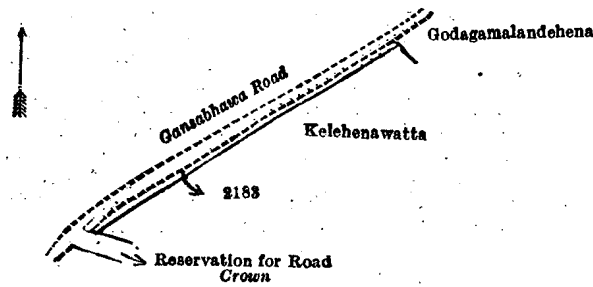 Godagamalandehena
Gansabhawa Road
Kelehenawatta
2183
Reservation for Road
Crown